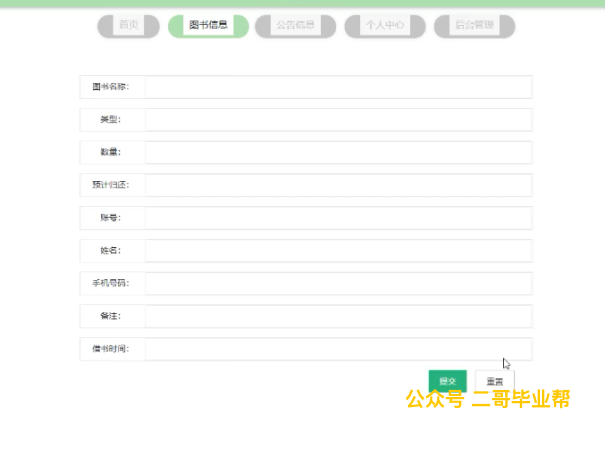 首页 图书信息 公告信息 个人中心 后台管理
图书名称:
类型:
数量:
预计归还:
账号:
姓名:
手机号码:
备注:
借书时间:
提交 重置
公众号 二哥毕业帮